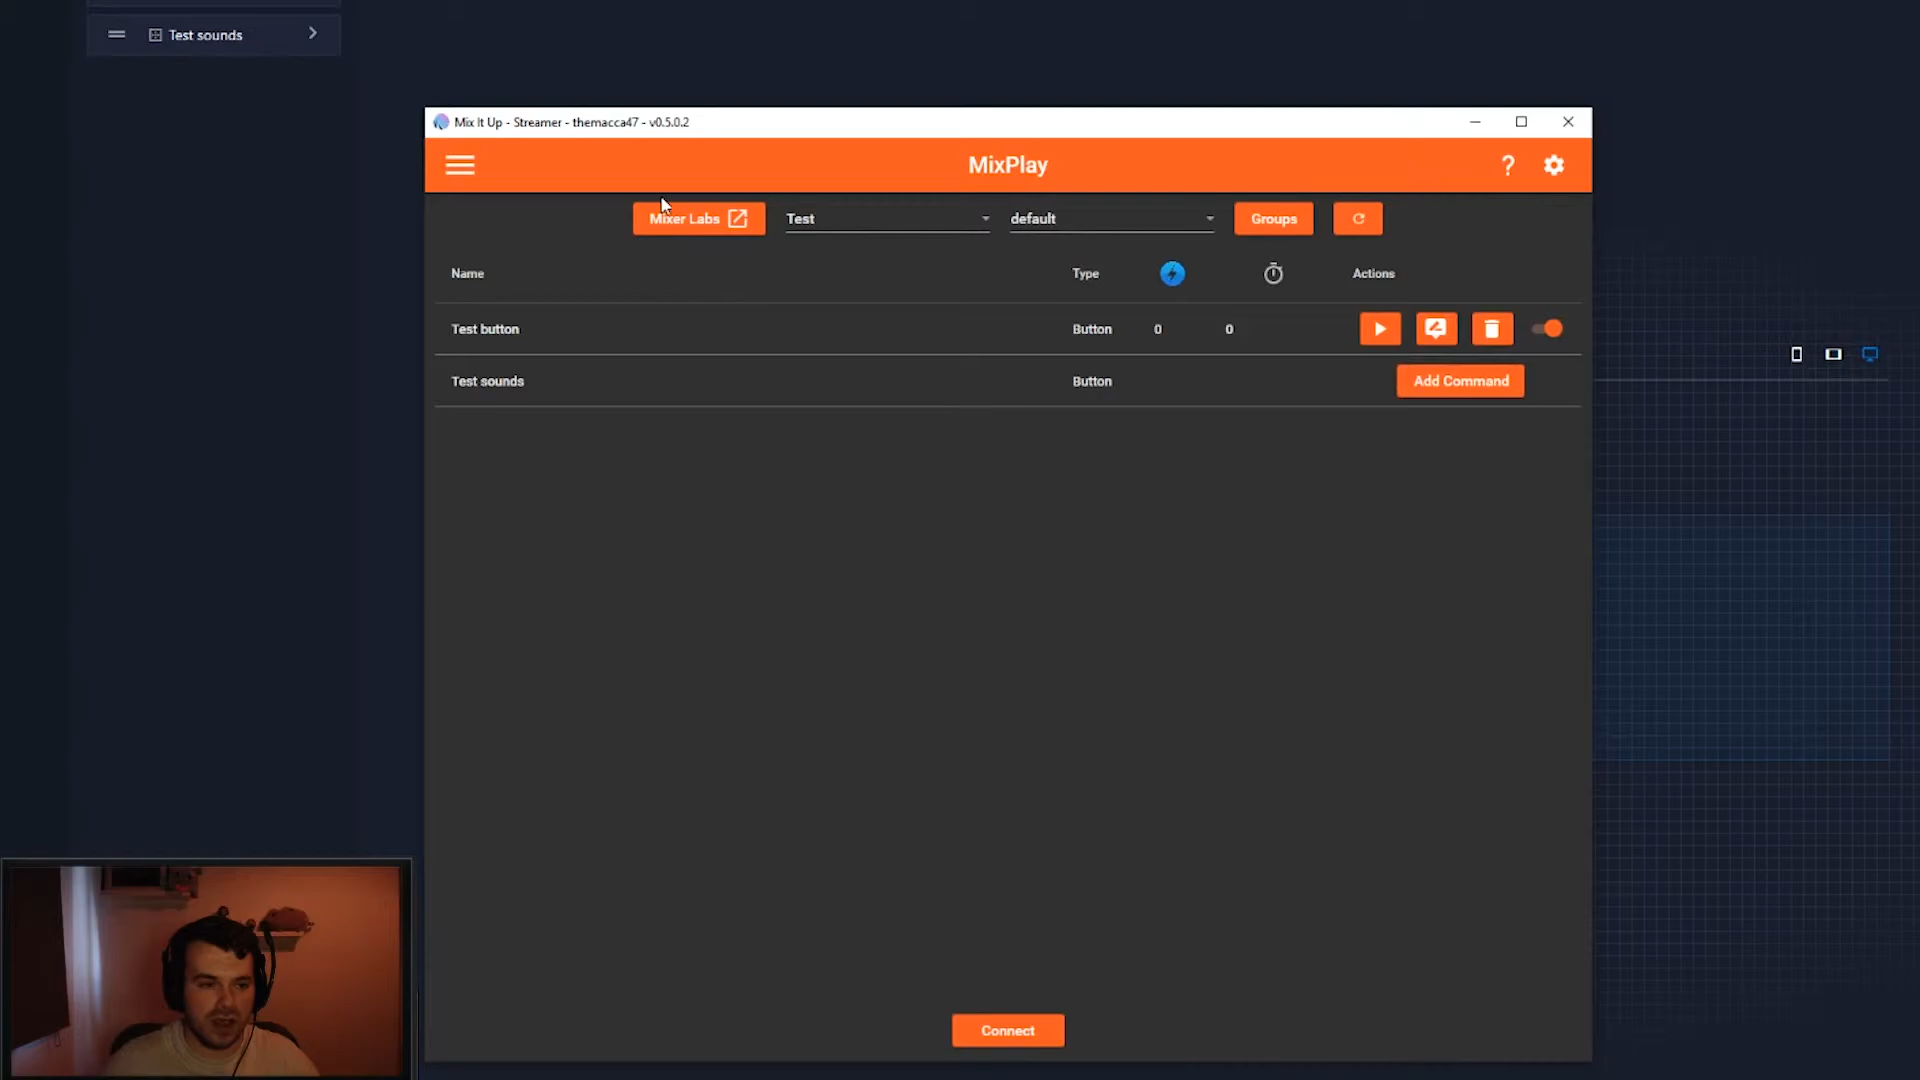 Test sounds
Mix It Up - Streamer - themacca47 - v0.5.0.2
MixPlay
?
Mixer Labs
Test
default
Groups
Name
Type
Actions
Test button
Button
0
0
Test sounds
Button
Add Command
Connect